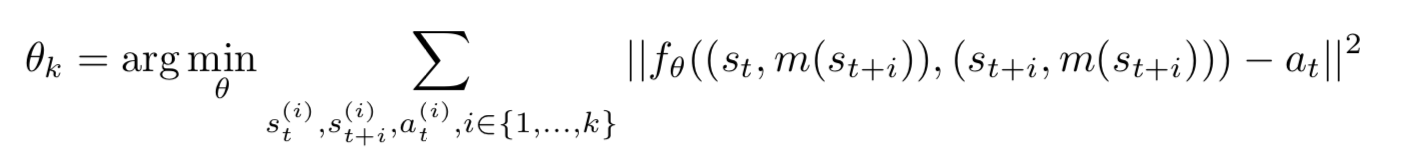 θ_k = arg min_θ ∑_{s_t^{(i)}, s_{t+i}^{(i)}, a_t^{(i)}, i∈{1,...,k}} ||f_θ((s_t, m(s_{t+i})), (s_{t+i}, m(s_{t+i}))) − a_t||^2